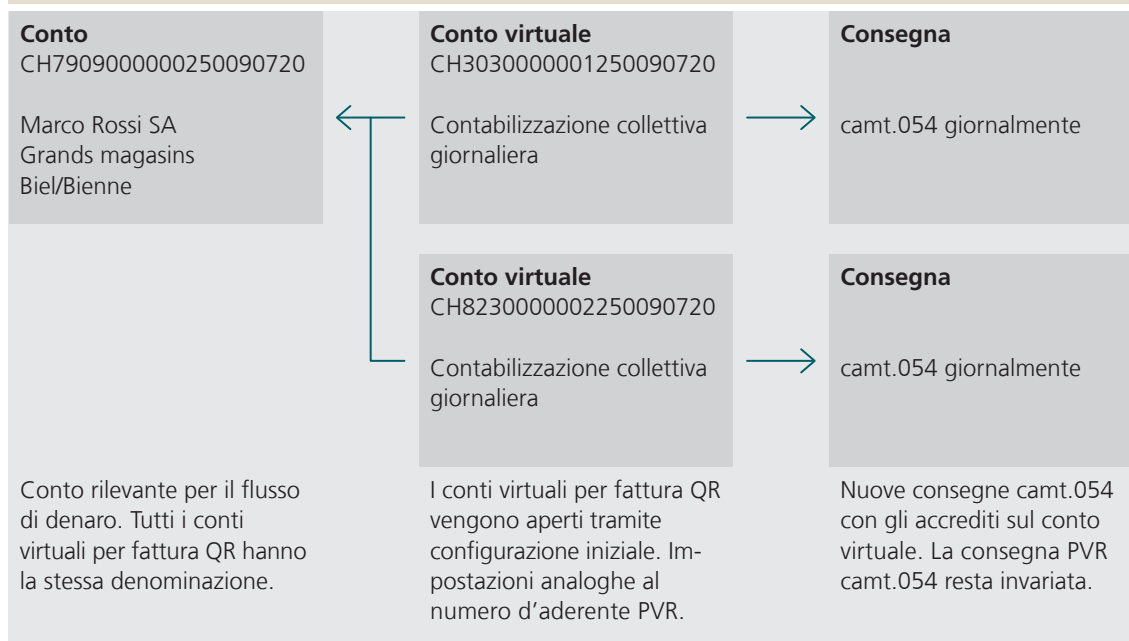 Conto
CH7909000000250090720
Marco Rossi SA
Grands magasins
Biel/Bienne
Conto virtuale
CH3030000001250090720
Contabilizzazione collettiva
giornaliera
Consegna
camt.054 giornalmente
Conto virtuale
CH8230000002250090720
Contabilizzazione collettiva
giornaliera
Consegna
camt.054 giornalmente
Conto rilevante per il flusso
di denaro. Tutti i conti
virtuali per fattura QR hanno
la stessa denominazione.
I conti virtuali per fattura QR
vengono aperti tramite
configurazione iniziale. Im-
postazioni analoghe al
numero d’aderente PVR.
Nuove consegne camt.054
con gli accrediti sul conto
virtuale. La consegna PVR
camt.054 resta invariata.